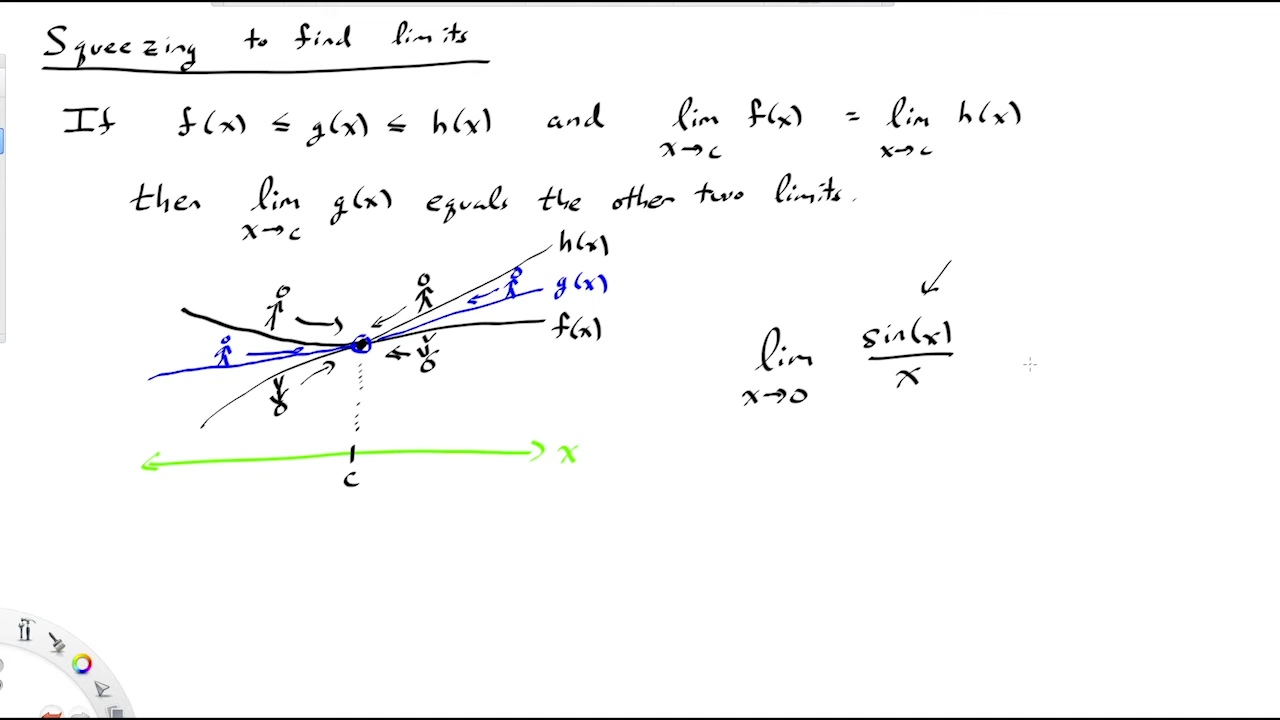 Squeezing to find limits
If f(x) ≤ g(x) ≤ h(x) and lim x→c f(x) = lim x→c h(x)
then lim x→c g(x) equals the other two limits.
h(x)
g(x)
f(x)
lim x→0 sin(x)/x
x
c